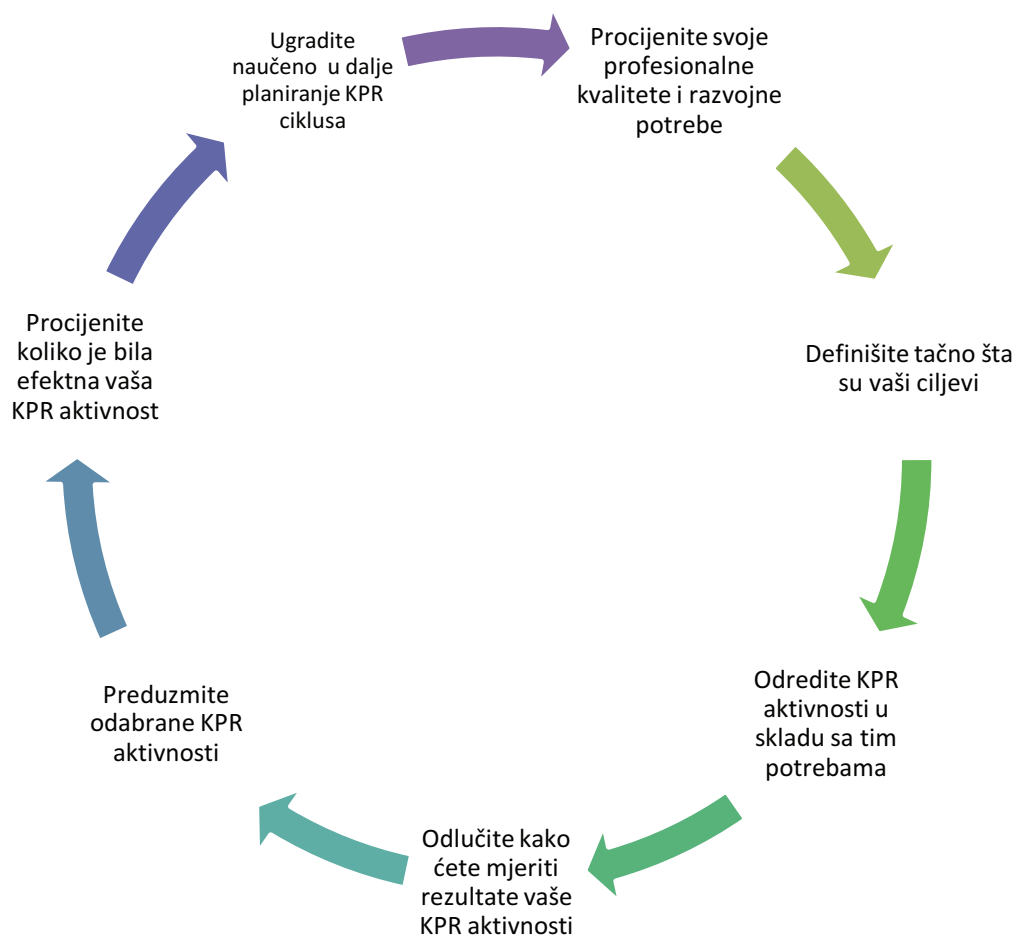 Procijenite svoje
profesionalne
kvalitete i razvojne
potrebe
Definišite tačno šta
su vaši ciljevi
Odredite KPR
aktivnosti u
skladu sa tim
potrebama
Odlučite kako
ćete mjeriti
rezultate vaše
KPR aktivnosti
Preduzmite
odabrane KPR
aktivnosti
Procijenite
koliko je bila
efektna vaša
KPR aktivnost
Ugradite
naučeno u dalje
planiranje KPR
ciklusa